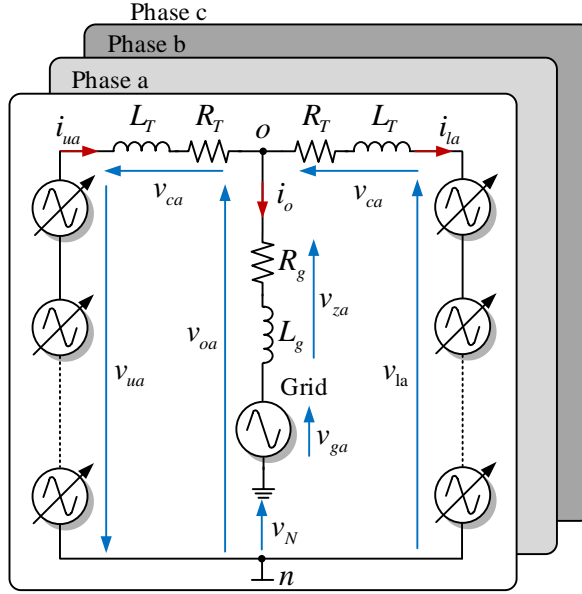 Phase c
Phase b
Phase a
i_ua L_T R_T o R_T L_T i_la
v_ca i_o v_ca
R_g
v_za
v_ua v_oa L_g v_la
Grid
v_ga
v_N
n